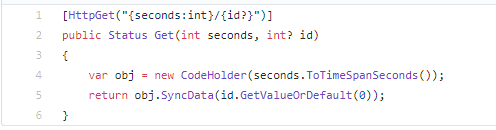 1 [HttpGet("{seconds:int}/{id?}")]
2 public Status Get(int seconds, int? id)
3 {
4     var obj = new CodeHolder(seconds.ToTimeSpanSeconds());
5     return obj.SyncData(id.GetValueOrDefault(0));
6 }